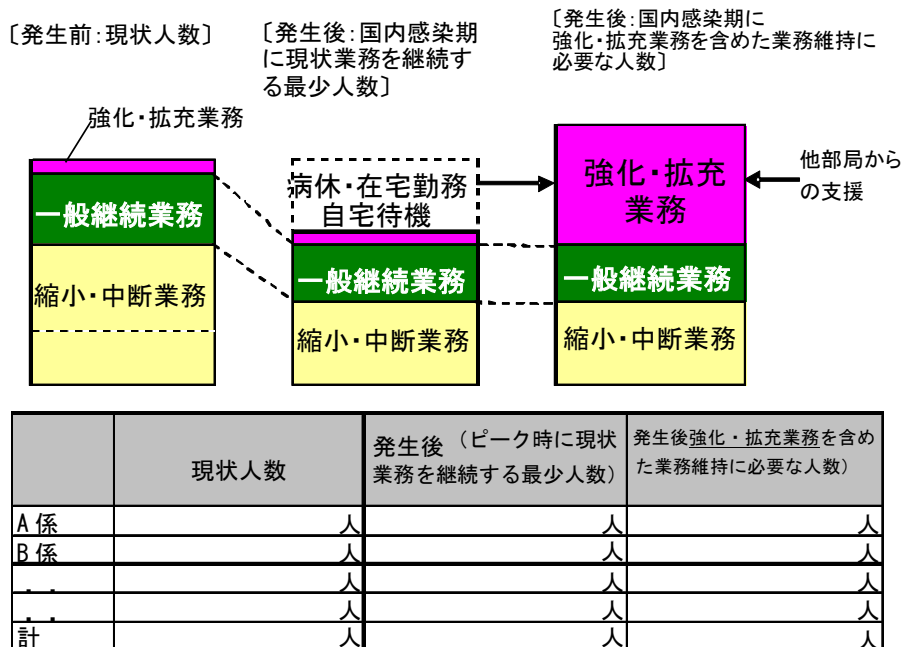 〔発生前:現状人数〕
〔発生後:国内感染期
に現状業務を継続す
る最少人数〕
〔発生後:国内感染期に
強化・拡充業務を含めた業務維持に
必要な人数〕
強化・拡充業務
一般継続業務
縮小・中断業務
病休・在宅勤務
自宅待機
一般継続業務
縮小・中断業務
強化・拡充
業務
一般継続業務
縮小・中断業務
他部局から
の支援
現状人数
発生後(ピーク時に現状
業務を継続する最少人数)
発生後強化・拡充業務を含め
た業務維持に必要な人数)
A係 人 人 人
B係 人 人 人
．． 人 人 人
．． 人 人 人
計 人 人 人